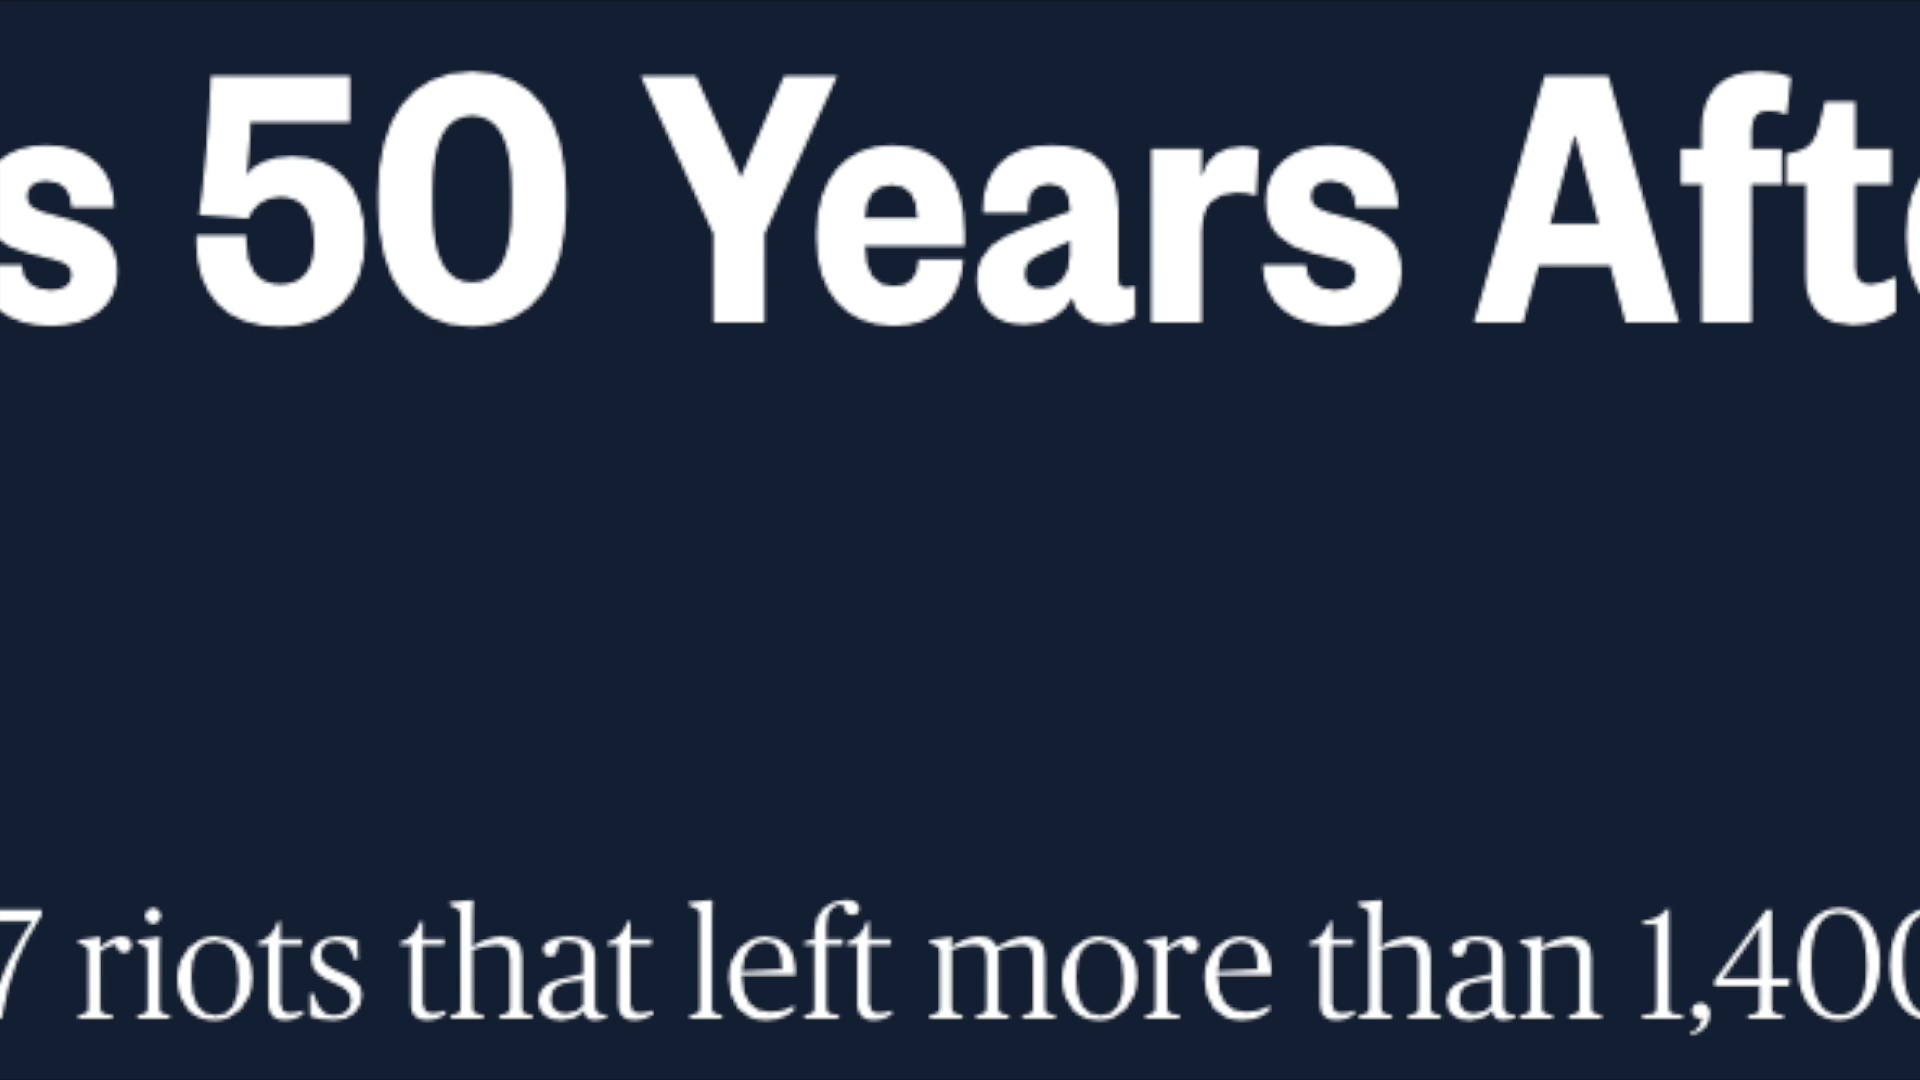 s 50 Years Aft
7 riots that left more than 1,400